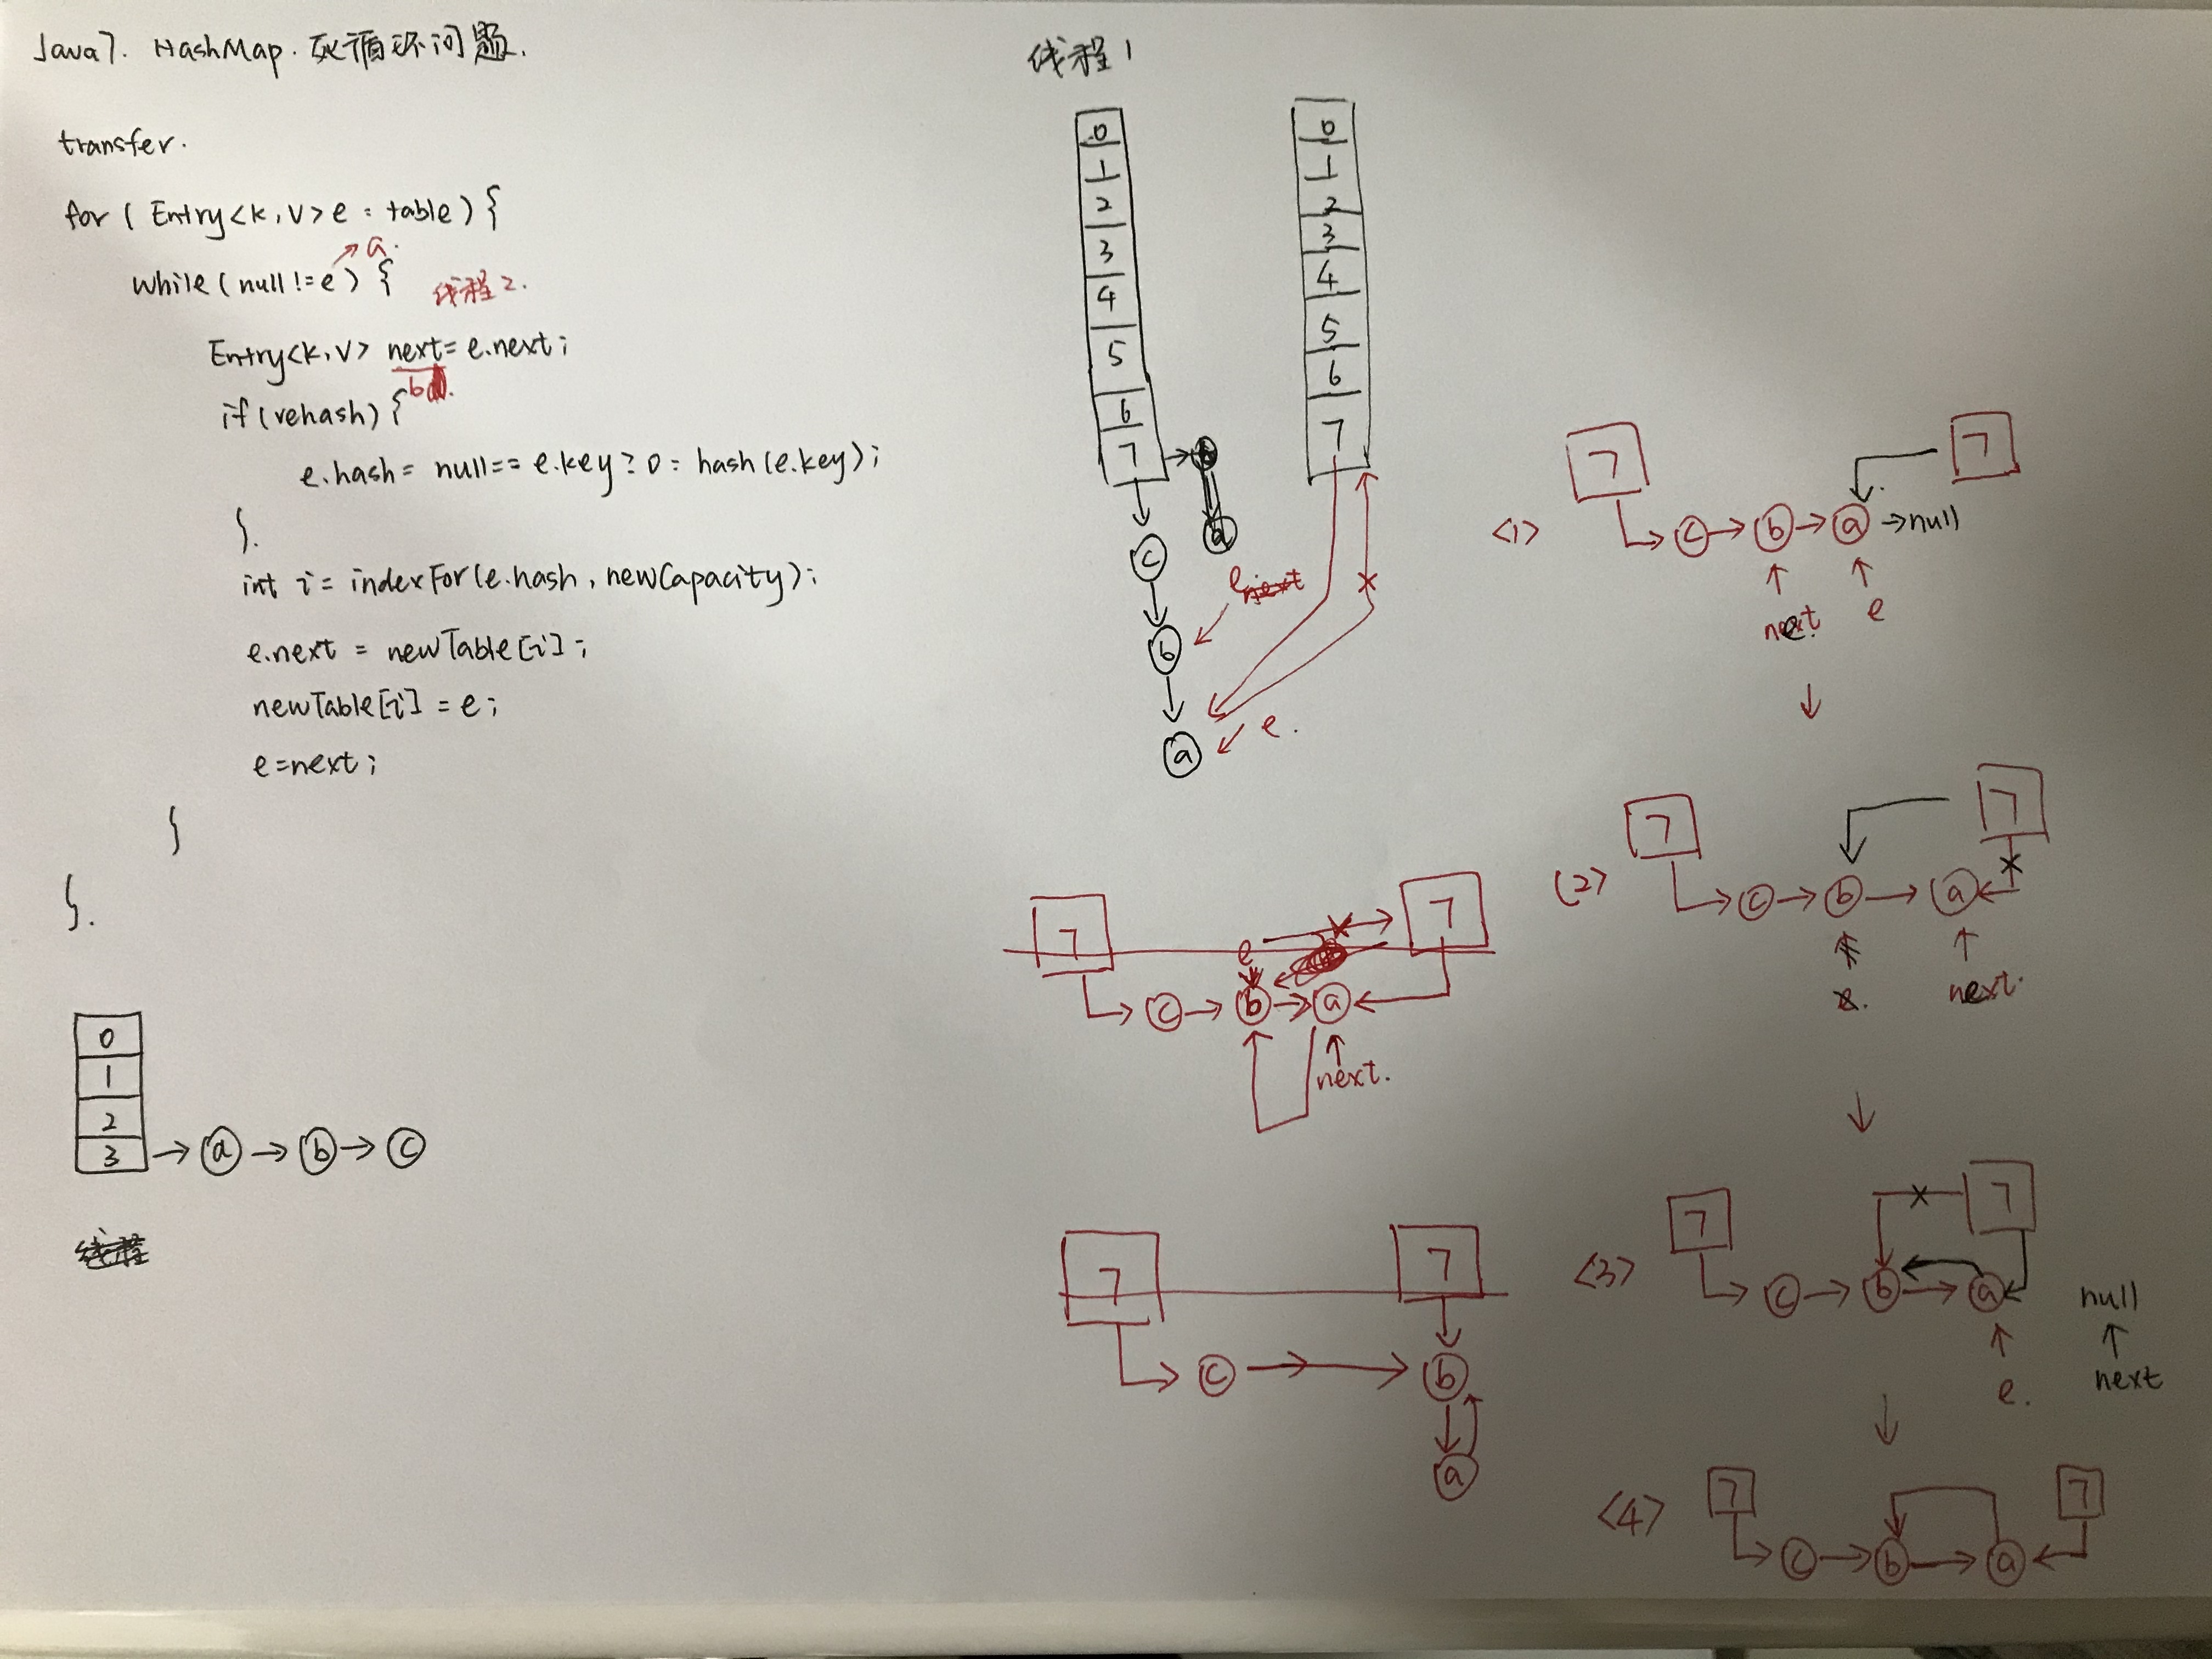 Java7. HashMap. 死循环问题.
transfer.
for ( Entry<K,V> e : table ) {
a.
while ( null != e ) {
线程2.
Entry<K,V> next = e.next;
b
if (rehash) {
e.hash = null == e.key ? 0 : hash(e.key);
}.
int i = indexFor(e.hash, newCapacity);
e.next = newTable[i];
newTable[i] = e;
e=next;
}
}.
0
1
2
3 → a → b → c
线程
线程1
0
1
2
3
4
5
6
7
c
b
a
0
1
2
3
4
5
6
7
e
next
e.
7 7
e
c → b → a
next.
7 7
c → b
a
<1>
7 7
c → b → a → null
next e
e.
(2)
7 7
c → b → a
e. next.
<3>
7 7
c → b → a null
e. next
<4>
7 7
c → b → a